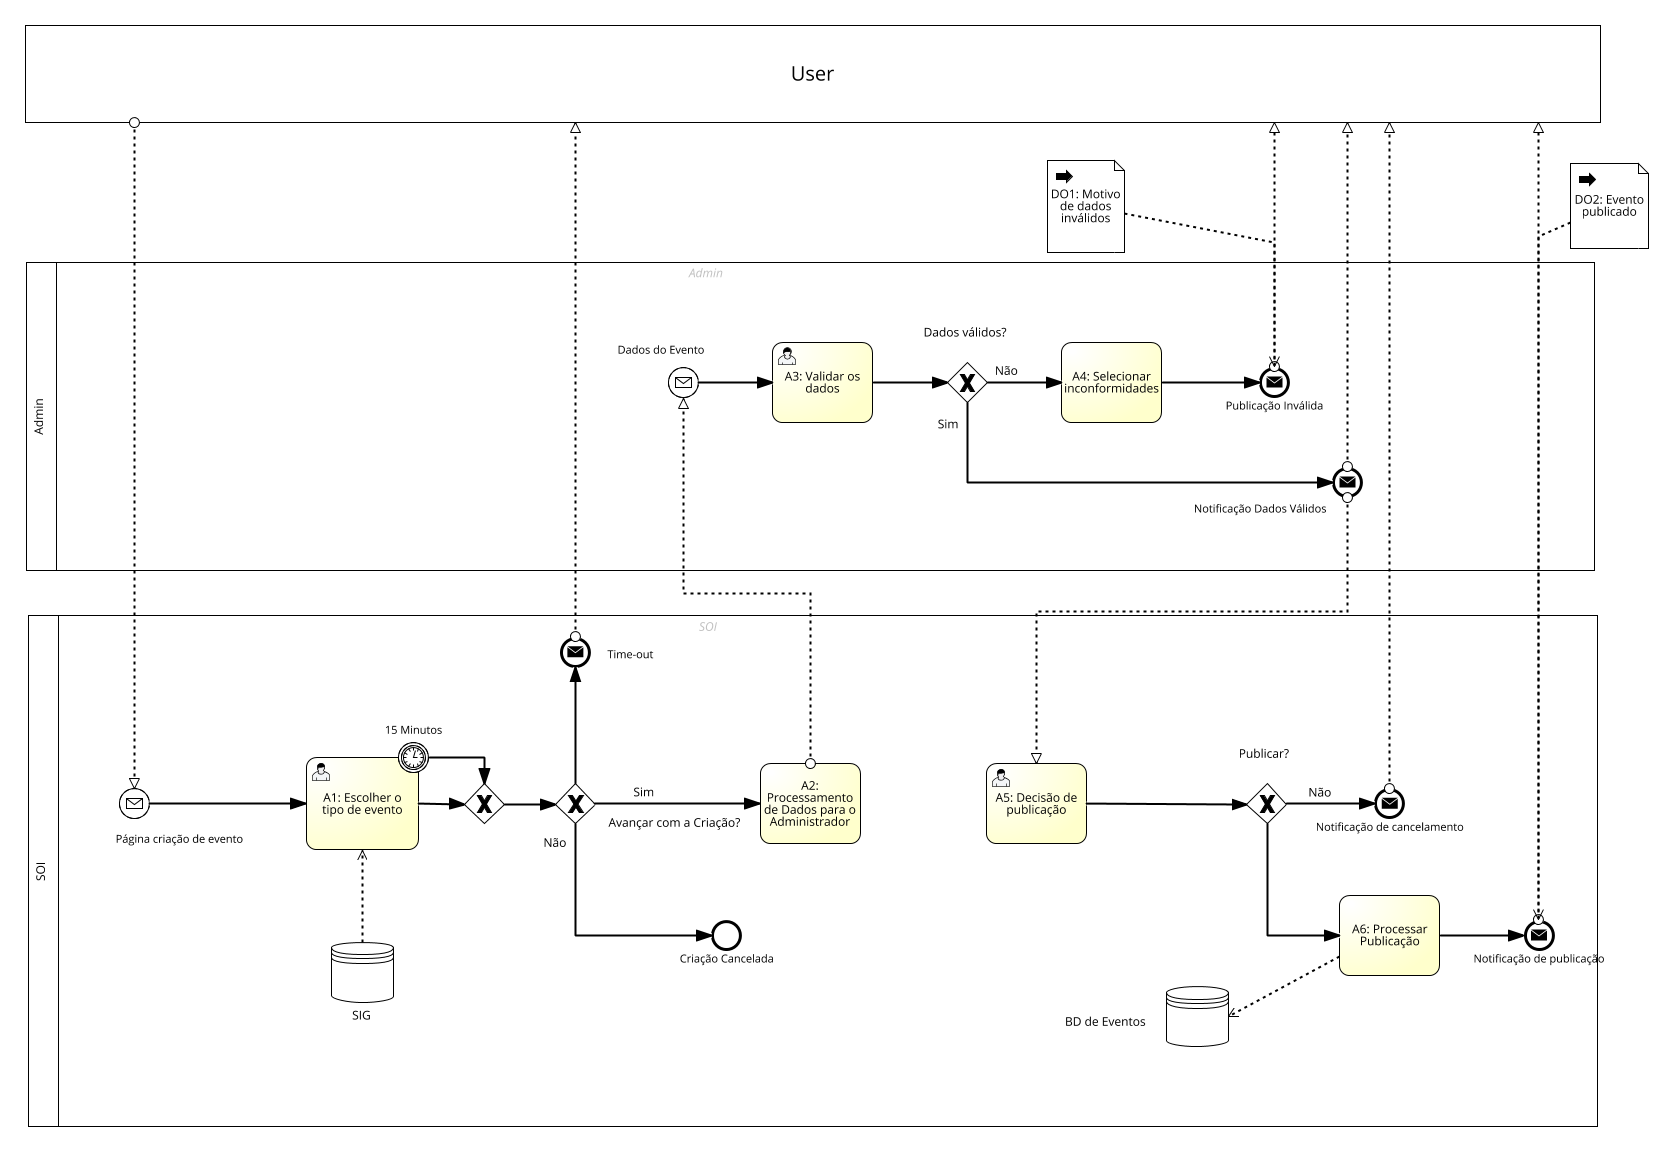 User
DO1: Motivo
de dados
inválidos
DO2: Evento
publicado
Admin
Admin
Dados do Evento
A3: Validar os
dados
Dados válidos?
Não
Sim
A4: Selecionar
inconformidades
Publicação Inválida
Notificação Dados Válidos
SOI
SOI
Time-out
15 Minutos
A1: Escolher o
tipo de evento
Página criação de evento
SIG
Sim
Avançar com a Criação?
Não
Criação Cancelada
A2:
Processamento
de Dados para o
Administrador
A5: Decisão de
publicação
Publicar?
Não
Notificação de cancelamento
A6: Processar
Publicação
Notificação de publicação
BD de Eventos